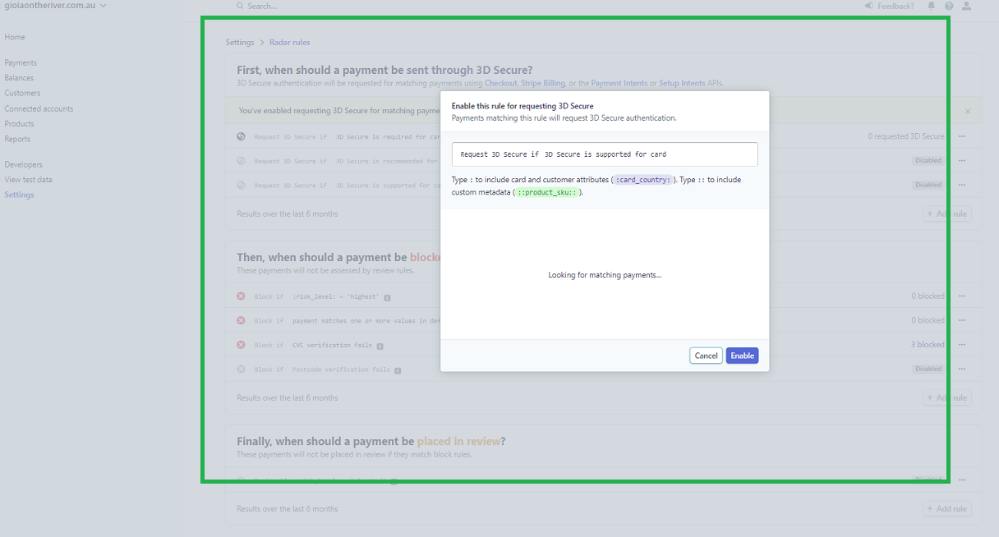 gioiaontheriver.com.au
Search...
Feedback?
Home
Payments
Balances
Customers
Connected accounts
Products
Reports
Developers
View test data
Settings
Settings > Radar rules
First, when should a payment be sent through 3D Secure?
3D Secure authentication will be requested for matching payments using Checkout, Stripe Billing, or the Payment Intents or Setup Intents APIs.
You've enabled requesting 3D Secure for matching
Request 3D Secure if 3D Secure is required for
0 requested 3D Secure
Request 3D Secure if 3D Secure is recommended for
Disabled
Request 3D Secure if 3D Secure is supported for
Disabled
Results over the last 6 months
+ Add rule
Enable this rule for requesting 3D Secure
Payments matching this rule will request 3D Secure authentication.
Request 3D Secure if 3D Secure is supported for card
Type : to include card and customer attributes ( :card_country: ). Type :: to include
custom metadata ( ::product_sku:: ).
Looking for matching payments...
Cancel
Enable
Then, when should a payment be
These payments will not be assessed by review rules.
Block if :risk_level: = 'highest'
0 blocked
Block if payment matches one or more values in
0 blocked
Block if CVC verification fails
3 blocked
Block if Postcode verification fails
Disabled
Results over the last 6 months
+ Add rule
Finally, when should a payment be placed in review?
These payments will not be placed in review if they match block rules.
Disabled
Results over the last 6 months
+ Add rule